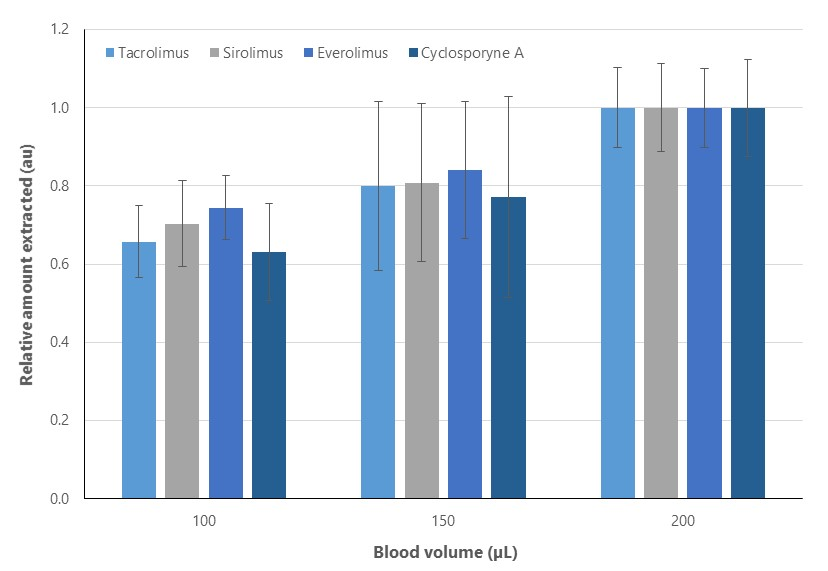 1.2
Tacrolimus Sirolimus Everolimus Cyclosporyne A
1.0
0.8
0.6
0.4
0.2
0.0
Relative amount extracted (au)
100 150 200
Blood volume (µL)